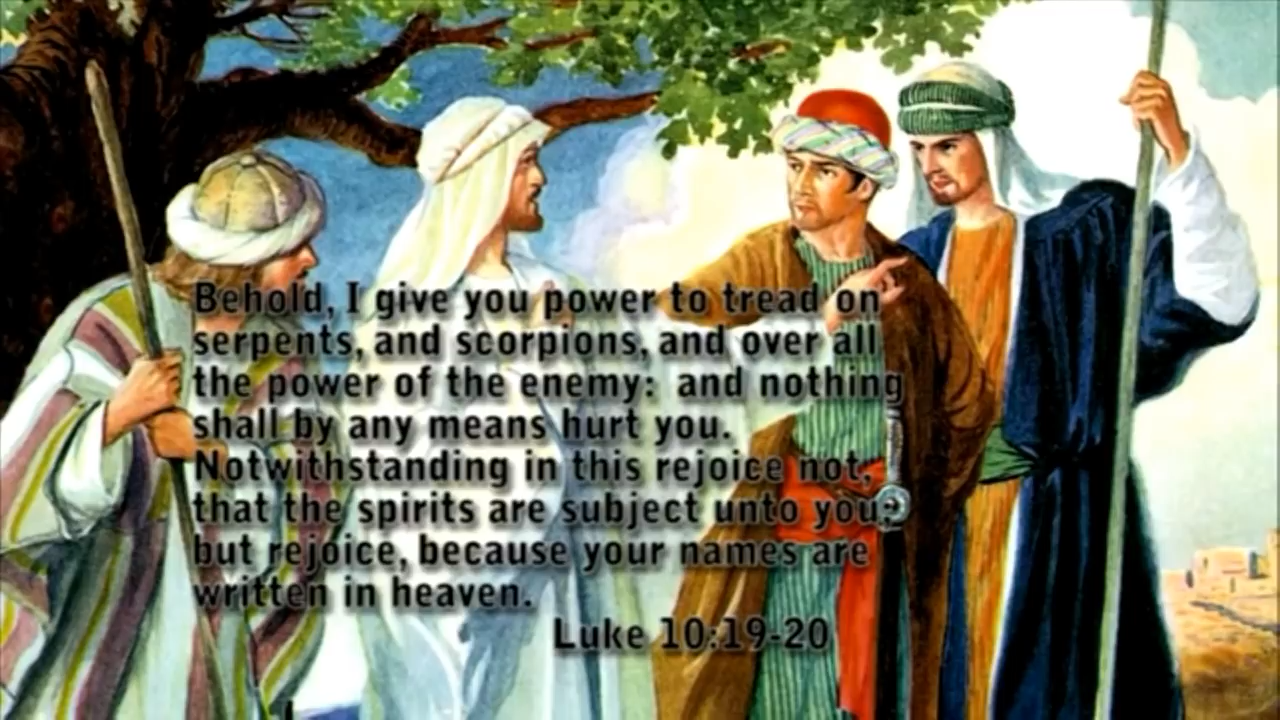 Behold, I give you power to tread on
serpents, and scorpions, and over all
the power of the enemy: and nothing
shall by any means hurt you.
Notwithstanding in this rejoice not,
that the spirits are subject unto you;
but rejoice, because your names are
written in heaven.
Luke 10:19-20